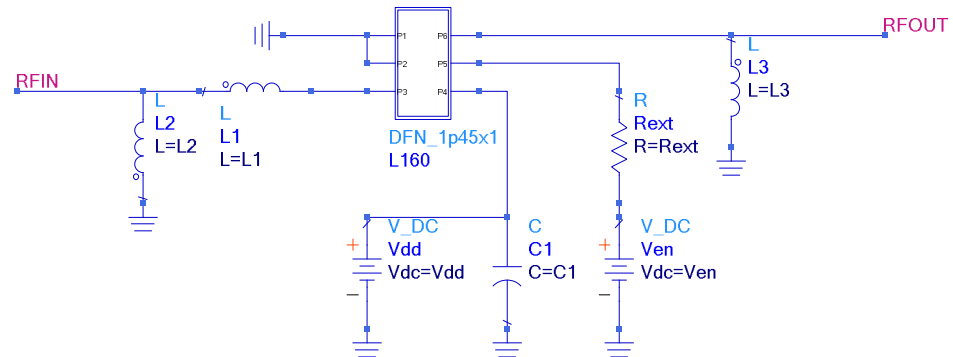 RFOUT
P1
P6
P2
P5
P3
P4
RFIN
L
L2
L=L2
L
L1
L=L1
DFN_1p45x1
L160
R
Rext
R=Rext
L
L3
L=L3
+
V_DC
Vdd
Vdc=Vdd
−
C
C1
C=C1
+
V_DC
Ven
Vdc=Ven
−